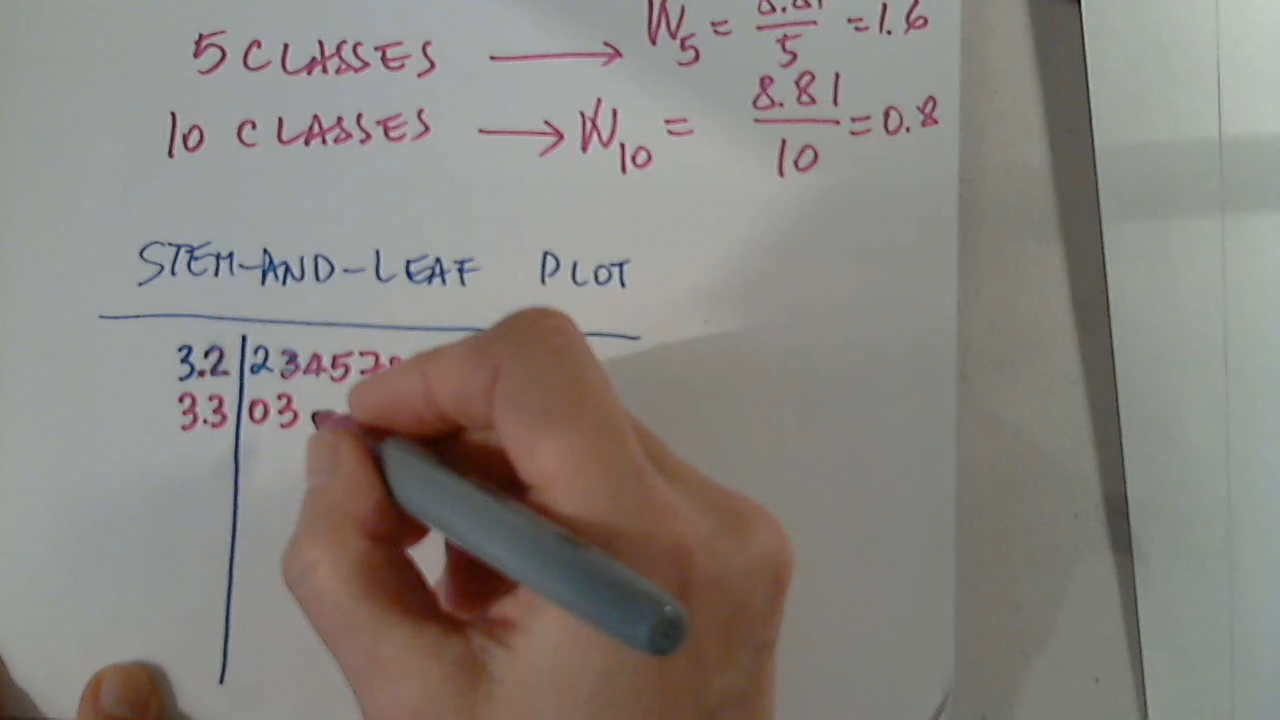 5 CLASSES → W5 = 8.81/5 = 1.6
10 CLASSES → W10 = 8.81/10 = 0.8
STEM-AND-LEAF PLOT
3.2 | 23457
3.3 | 03